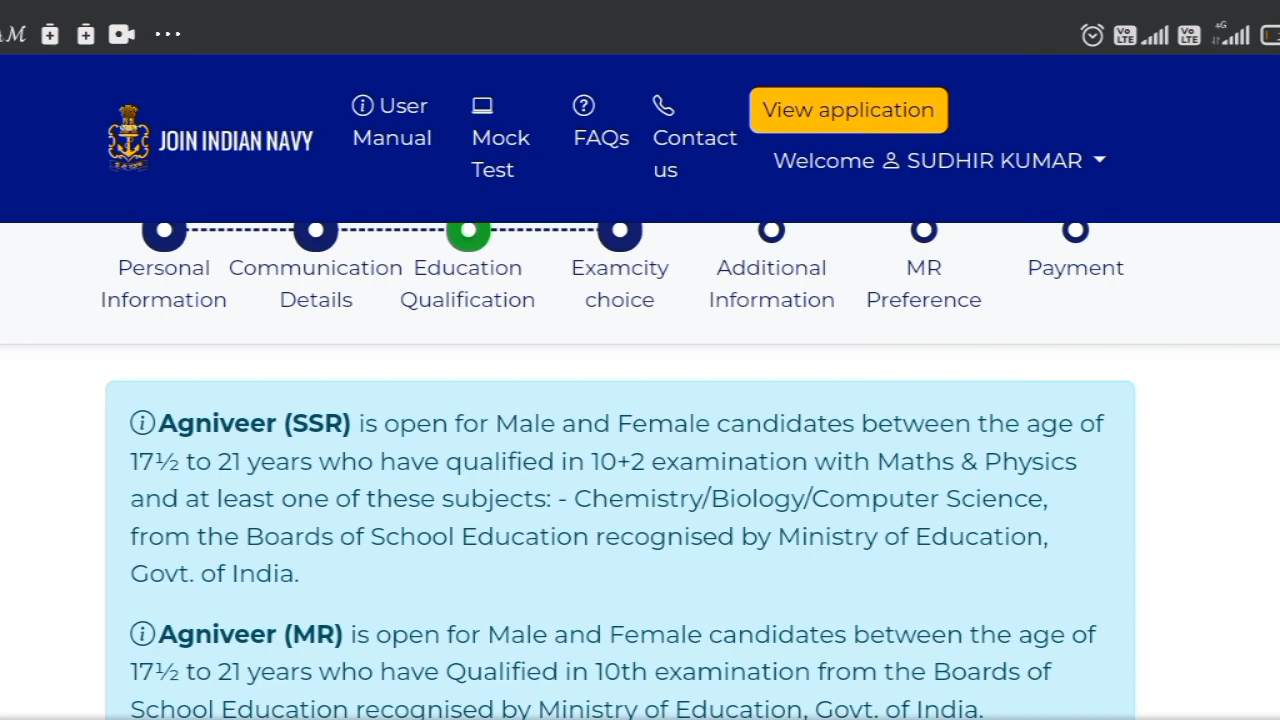 AM
Vo LTE
Vo LTE
4G
JOIN INDIAN NAVY
User Manual
Mock Test
FAQs
Contact us
View application
Welcome SUDHIR KUMAR
Personal Information
Communication Details
Education Qualification
Examcity choice
Additional Information
MR Preference
Payment
Agniveer (SSR) is open for Male and Female candidates between the age of
17½ to 21 years who have qualified in 10+2 examination with Maths & Physics
and at least one of these subjects: - Chemistry/Biology/Computer Science,
from the Boards of School Education recognised by Ministry of Education,
Govt. of India.
Agniveer (MR) is open for Male and Female candidates between the age of
17½ to 21 years who have Qualified in 10th examination from the Boards of
School Education recognised by Ministry of Education, Govt. of India.